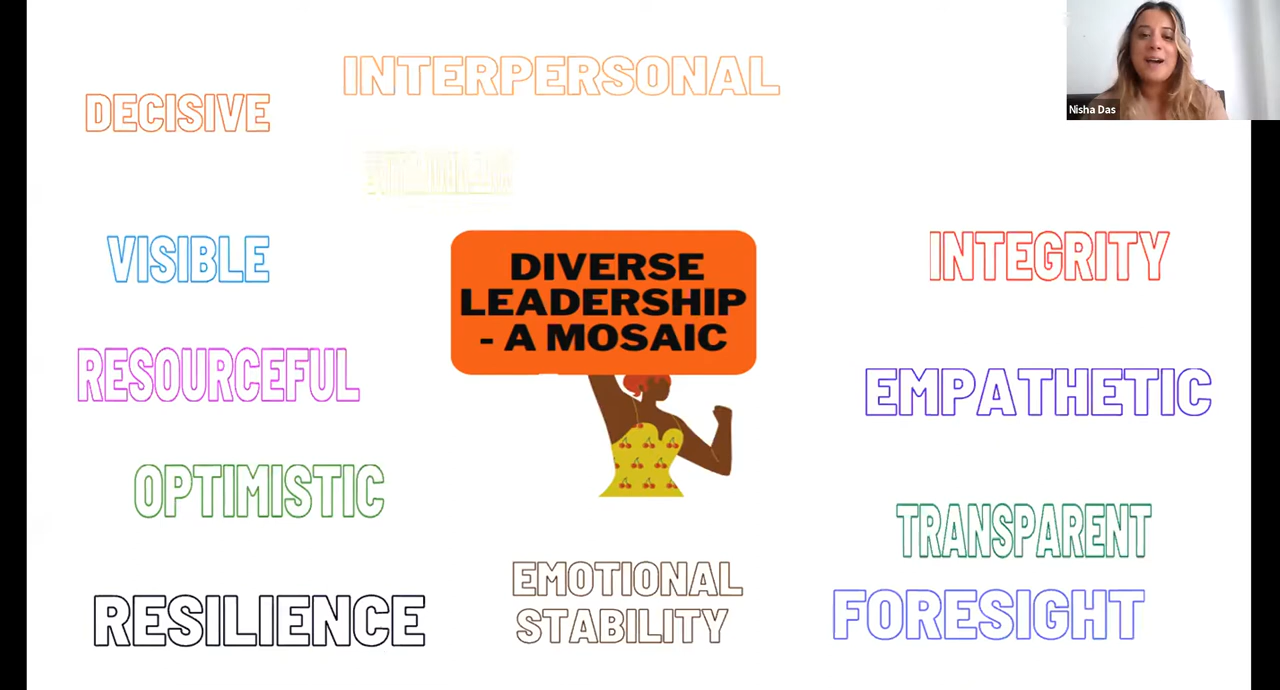 INTERPERSONAL
DECISIVE
Nisha Das
VISIBLE
DIVERSE
LEADERSHIP
- A MOSAIC
INTEGRITY
RESOURCEFUL
EMPATHETIC
OPTIMISTIC
TRANSPARENT
EMOTIONAL
STABILITY
RESILIENCE
FORESIGHT